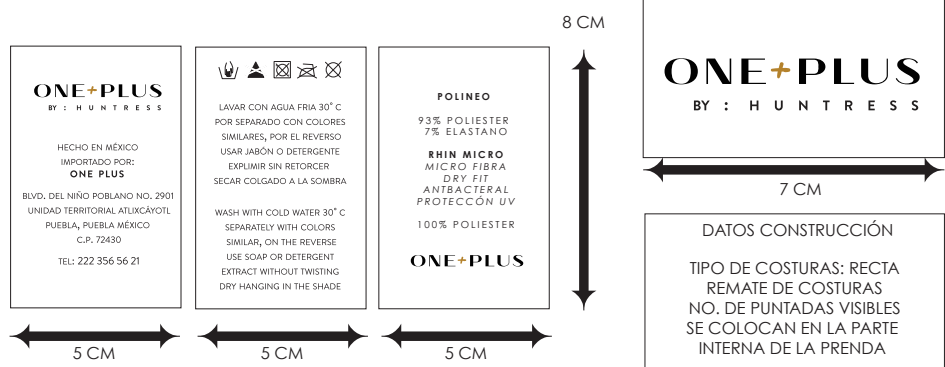 ONE+PLUS
BY : HUNTRESS
HECHO EN MÉXICO
IMPORTADO POR:
ONE PLUS
BLVD. DEL NIÑO POBLANO NO. 2901
UNIDAD TERRITORIAL ATLIXCÁYOTL
PUEBLA, PUEBLA MÉXICO
C.P. 72430
TEL: 222 356 56 21
5 CM
LAVAR CON AGUA FRIA 30° C
POR SEPARADO CON COLORES
SIMILARES, POR EL REVERSO
USAR JABÓN O DETERGENTE
EXPLIMIR SIN RETORCER
SECAR COLGADO A LA SOMBRA
WASH WITH COLD WATER 30° C
SEPARATELY WITH COLORS
SIMILAR, ON THE REVERSE
USE SOAP OR DETERGENT
EXTRACT WITHOUT TWISTING
DRY HANGING IN THE SHADE
5 CM
POLINEO
93% POLIESTER
7% ELASTANO
RHIN MICRO
MICRO FIBRA
DRY FIT
ANTBACTERAL
PROTECCÓN UV
100% POLIESTER
ONE+PLUS
5 CM
8 CM
ONE+PLUS
BY : HUNTRESS
7 CM
DATOS CONSTRUCCIÓN
TIPO DE COSTURAS: RECTA
REMATE DE COSTURAS
NO. DE PUNTADAS VISIBLES
SE COLOCAN EN LA PARTE
INTERNA DE LA PRENDA